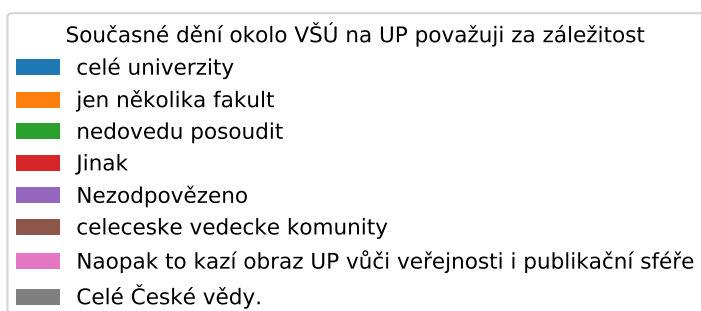 Současné dění okolo VŠÚ na UP považuji za záležitost
celé univerzity
jen několika fakult
nedovedu posoudit
Jinak
Nezodpovězeno
celeceske vedecke komunity
Naopak to kazí obraz UP vůči veřejnosti i publikační sféře
Celé České vědy.